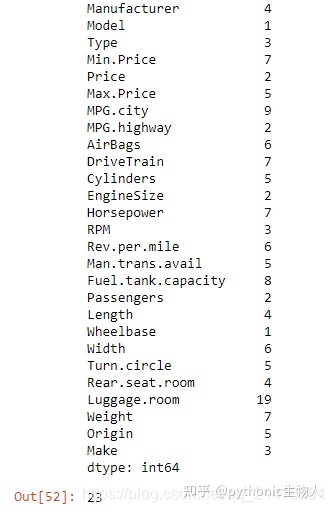 Manufacturer 4
Model 1
Type 3
Min.Price 7
Price 2
Max.Price 5
MPG.city 9
MPG.highway 2
AirBags 6
DriveTrain 7
Cylinders 5
EngineSize 2
Horsepower 7
RPM 3
Rev.per.mile 6
Man.trans.avail 5
Fuel.tank.capacity 8
Passengers 2
Length 4
Wheelbase 1
Width 6
Turn.circle 5
Rear.seat.room 4
Luggage.room 19
Weight 7
Origin 5
Make 3
dtype: int64
知乎 @pythonic生物人
Out[52]: 23
https://blog.csdn.